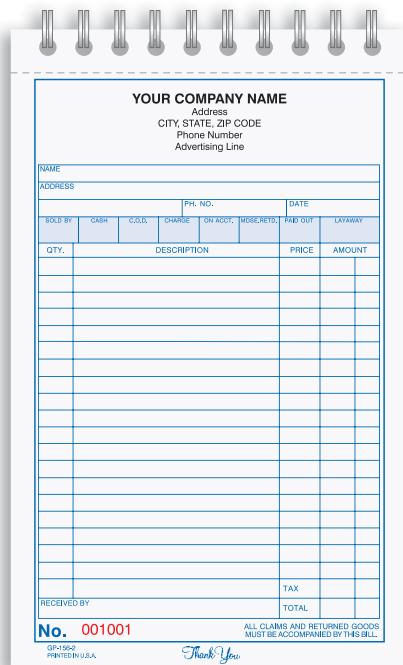 YOUR COMPANY NAME
Address
CITY, STATE, ZIP CODE
Phone Number
Advertising Line
NAME
ADDRESS
PH. NO. DATE
SOLD BY CASH C.O.D. CHARGE ON ACCT. MDSE.RETD. PAID OUT LAYAWAY
QTY. DESCRIPTION PRICE AMOUNT
TAX
RECEIVED BY
TOTAL
No. 001001
ALL CLAIMS AND RETURNED GOODS
MUST BE ACCOMPANIED BY THIS BILL.
GP-156-2
PRINTED IN U.S.A.
Thank You